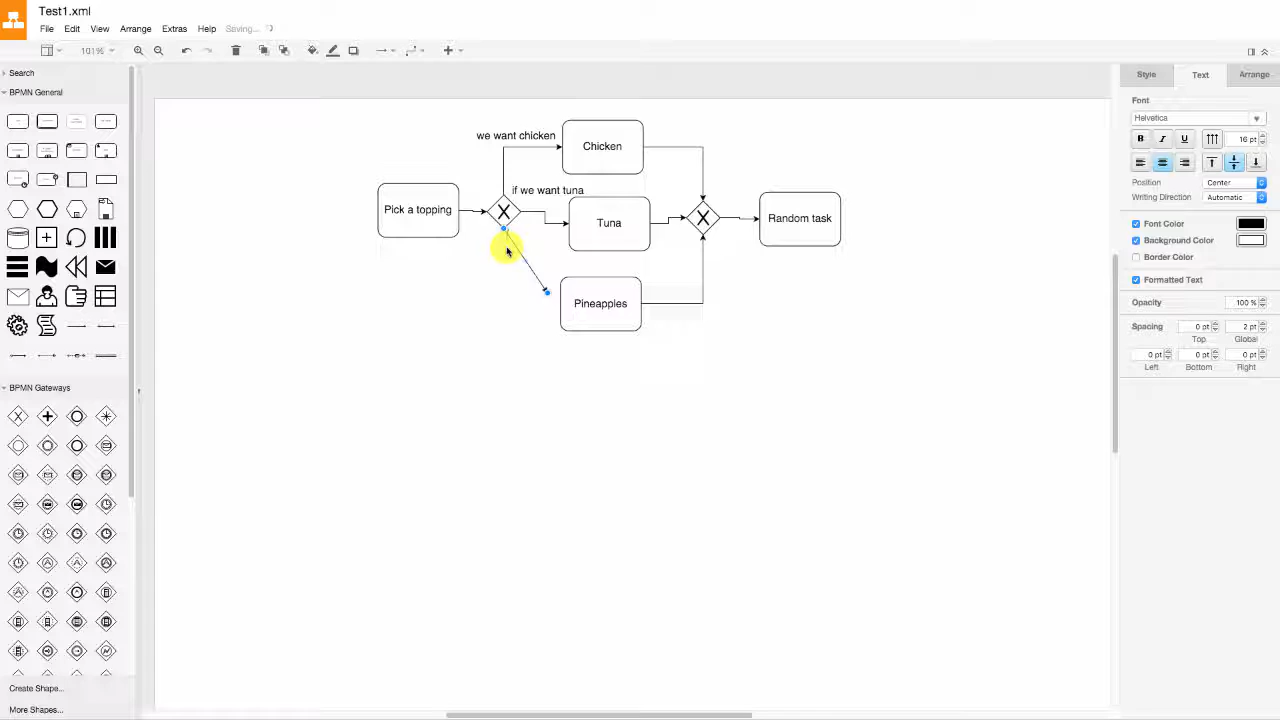 Test1.xml
File Edit View Arrange Extras Help Saving...
101%
Search
BPMN General
BPMN Gateways
Create Shape...
More Shapes...
we want chicken
Chicken
if we want tuna
Pick a topping
X
Tuna
X
Random task
Pineapples
Style Text Arrange
Font
Helvetica
B I U 16 pt
Position Center
Writing Direction Automatic
Font Color
Background Color
Border Color
Formatted Text
Opacity 100 %
Spacing 0 pt 2 pt
Top Global
0 pt 0 pt 0 pt
Left Bottom Right